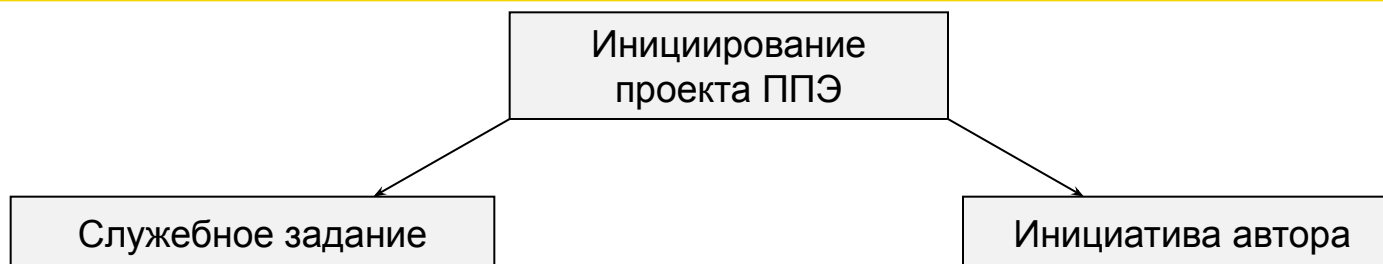 Инициирование
проекта ППЭ
Служебное задание
Инициатива автора